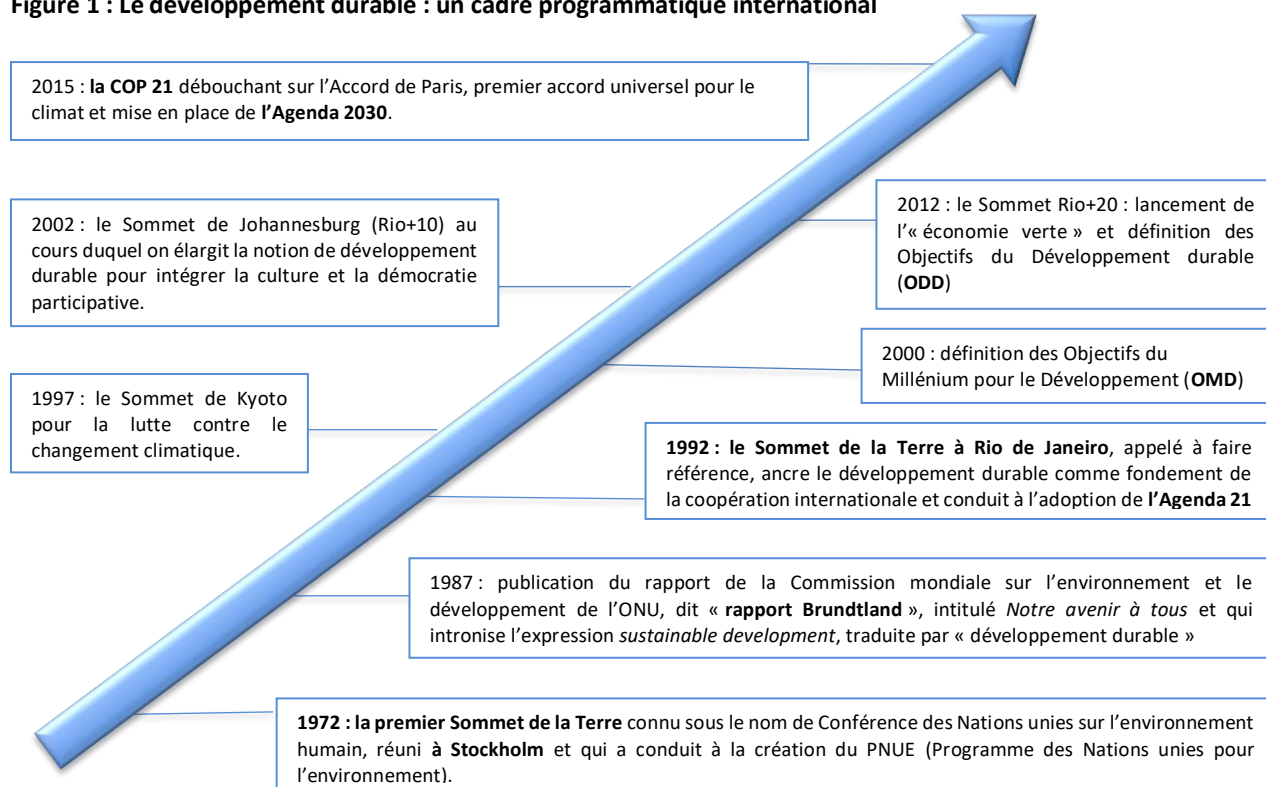 Figure 1 : Le développement durable : un cadre programmatique international
2015 : la COP 21 débouchant sur l’Accord de Paris, premier accord universel pour le
climat et mise en place de l’Agenda 2030.
2002 : le Sommet de Johannesburg (Rio+10) au
cours duquel on élargit la notion de développement
durable pour intégrer la culture et la démocratie
participative.
2012 : le Sommet Rio+20 : lancement de
l’« économie verte » et définition des
Objectifs du Développement durable
(ODD)
2000 : définition des Objectifs du
Millénium pour le Développement (OMD)
1997 : le Sommet de Kyoto
pour la lutte contre le
changement climatique.
1992 : le Sommet de la Terre à Rio de Janeiro, appelé à faire
référence, ancre le développement durable comme fondement de
la coopération internationale et conduit à l’adoption de l’Agenda 21
1987 : publication du rapport de la Commission mondiale sur l’environnement et le
développement de l’ONU, dit « rapport Brundtland », intitulé Notre avenir à tous et qui
intronise l’expression sustainable development, traduite par « développement durable »
1972 : la premier Sommet de la Terre connu sous le nom de Conférence des Nations unies sur l’environnement
humain, réuni à Stockholm et qui a conduit à la création du PNUE (Programme des Nations unies pour
l’environnement).